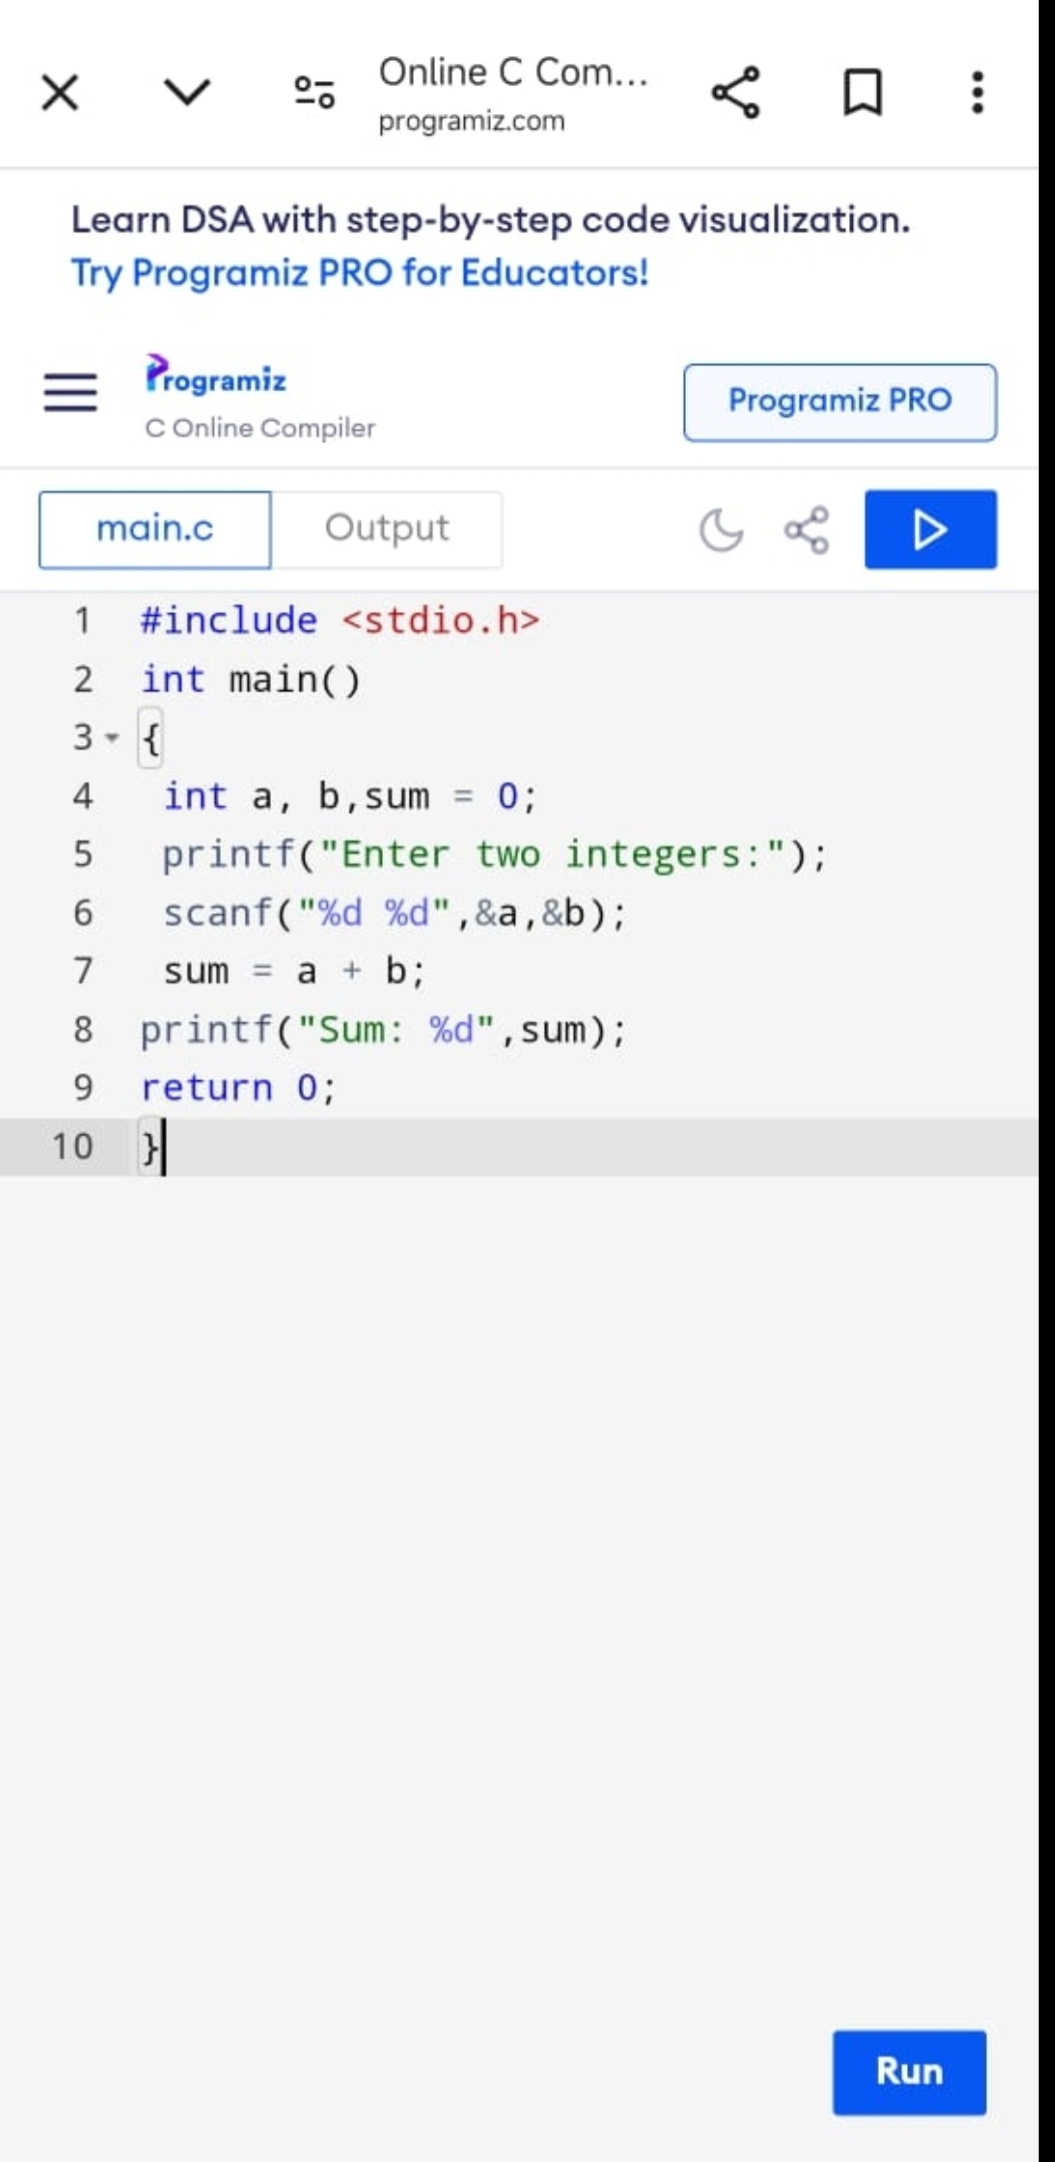 Online C Com...
programiz.com
Learn DSA with step-by-step code visualization.
Try Programiz PRO for Educators!
Programiz
C Online Compiler
Programiz PRO
main.c
Output
1 #include <stdio.h>
2 int main()
3 {
4  int a, b,sum = 0;
5  printf("Enter two integers:");
6  scanf("%d %d",&a,&b);
7  sum = a + b;
8 printf("Sum: %d",sum);
9 return 0;
10 }
Run